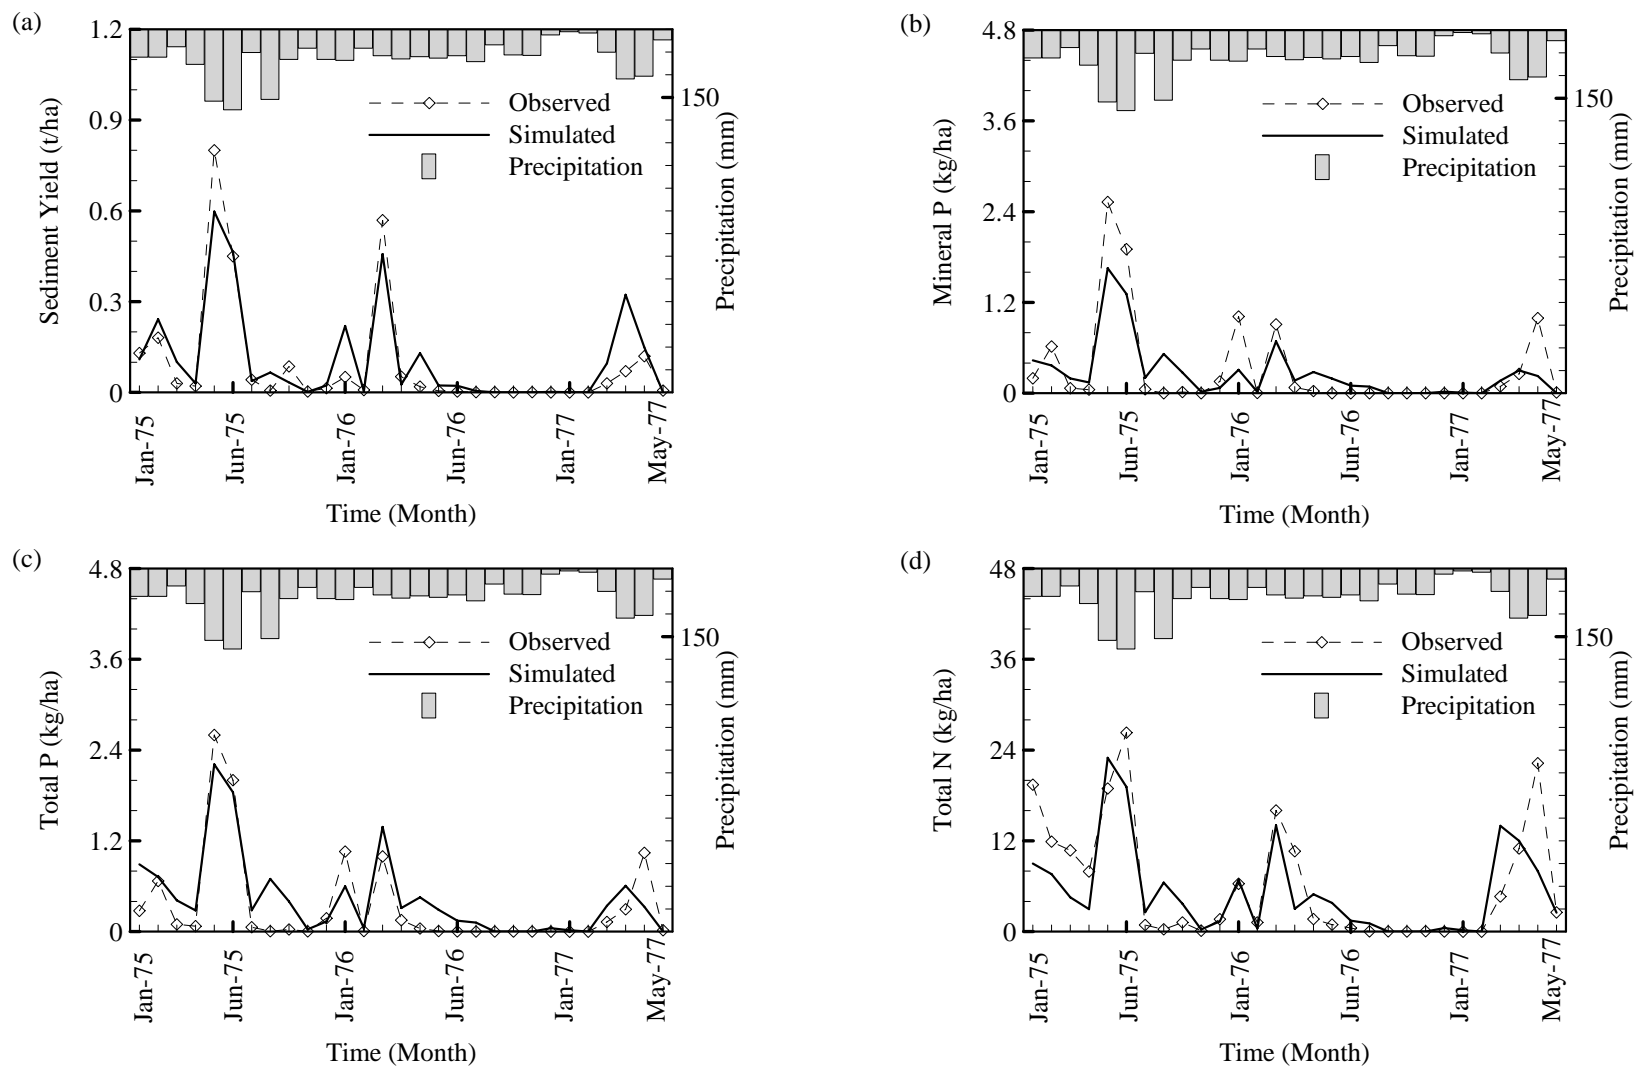 (a)
1.2
0.9
0.6
0.3
0
Sediment Yield (t/ha)
150
Precipitation (mm)
Observed
Simulated
Precipitation
Jan-75
Jun-75
Jan-76
Jun-76
Jan-77
May-77
Time (Month)
(b)
4.8
3.6
2.4
1.2
0
Mineral P (kg/ha)
150
Precipitation (mm)
Observed
Simulated
Precipitation
Jan-75
Jun-75
Jan-76
Jun-76
Jan-77
May-77
Time (Month)
(c)
4.8
3.6
2.4
1.2
0
Total P (kg/ha)
150
Precipitation (mm)
Observed
Simulated
Precipitation
Jan-75
Jun-75
Jan-76
Jun-76
Jan-77
May-77
Time (Month)
(d)
48
36
24
12
0
Total N (kg/ha)
150
Precipitation (mm)
Observed
Simulated
Precipitation
Jan-75
Jun-75
Jan-76
Jun-76
Jan-77
May-77
Time (Month)